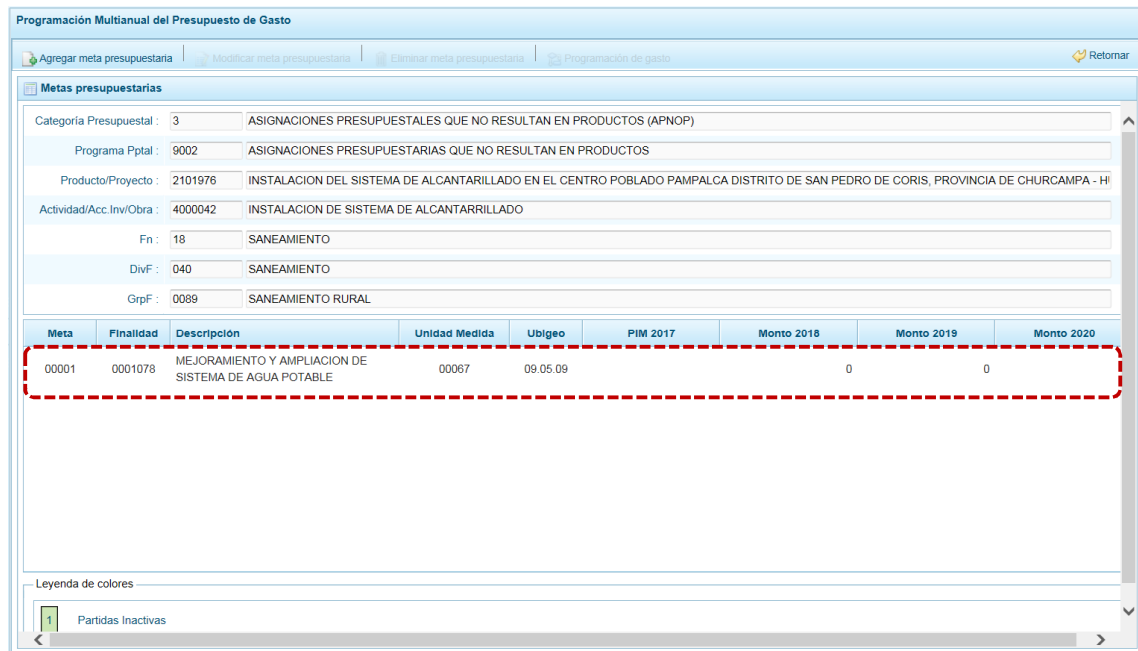 Programación Multianual del Presupuesto de Gasto
Agregar meta presupuestaria Modificar meta presupuestaria Eliminar meta presupuestaria Programación de gasto Retornar
Metas presupuestarias
Categoría Presupuestal : 3 ASIGNACIONES PRESUPUESTALES QUE NO RESULTAN EN PRODUCTOS (APNOP)
Programa Pptal : 9002 ASIGNACIONES PRESUPUESTARIAS QUE NO RESULTAN EN PRODUCTOS
Producto/Proyecto : 2101976 INSTALACION DEL SISTEMA DE ALCANTARILLADO EN EL CENTRO POBLADO PAMPALCA DISTRITO DE SAN PEDRO DE CORIS, PROVINCIA DE CHURCAMPA -
Actividad/Acc.Inv/Obra : 4000042 INSTALACION DE SISTEMA DE ALCANTARRILLADO
Fn : 18 SANEAMIENTO
DivF : 040 SANEAMIENTO
GrpF : 0089 SANEAMIENTO RURAL
Meta Finalidad Descripción Unidad Medida Ubigeo PIM 2017 Monto 2018 Monto 2019 Monto 2020
00001 0001078 MEJORAMIENTO Y AMPLIACION DE
SISTEMA DE AGUA POTABLE 00067 09.05.09 0 0
Leyenda de colores
1 Partidas Inactivas